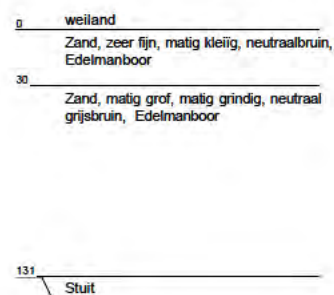 0 weiland
Zand, zeer fijn, matig kleiïg, neutraalbruin,
Edelmanboor
30
Zand, matig grof, matig grindig, neutraal
grijsbruin, Edelmanboor
131
Stuit